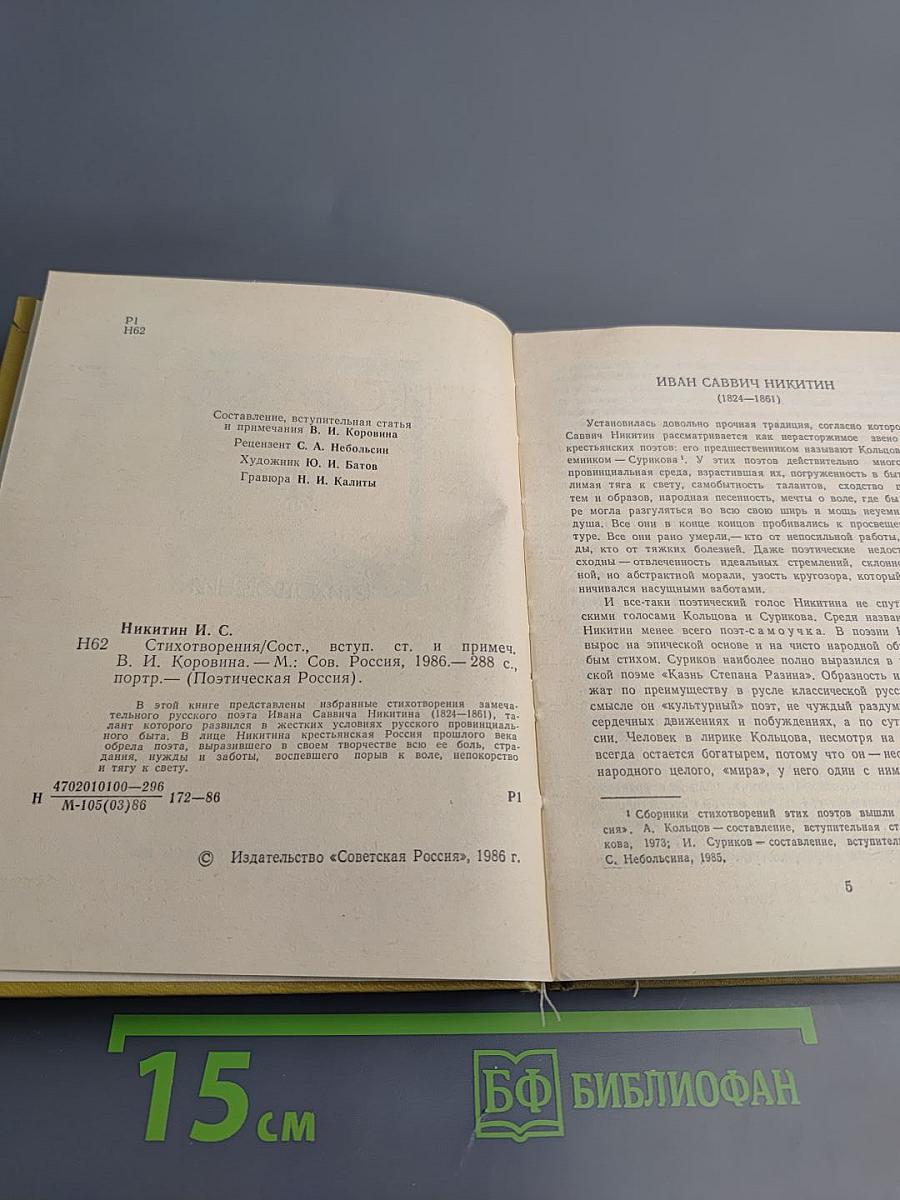 Р1
Н62
Составление, вступительная статья
и примечания В. И. Коровина
Рецензент С. А. Небольсин
Художник Ю. И. Батов
Гравюра Н. И. Калиты
Никитин И. С.
Н62 Стихотворения/Сост., вступ. ст. и примеч.
В. И. Коровина.— М.: Сов. Россия, 1986.— 288 с.,
портр.— (Поэтическая Россия).
В этой книге представлены избранные стихотворения замеча-
тельного русского поэта Ивана Саввича Никитина (1824—1861), та-
лант которого развился в жестких условиях русского провинциаль-
ного быта. В лице Никитина крестьянская Россия прошлого века
обрела поэта, выразившего в своем творчестве всю ее боль, стра-
дания, нужды и заботы, воспевшего порыв к воле, непокорство
и тягу к свету.
Н 4702010100—296
М-105(03)86 172—86 Р1
© Издательство «Советская Россия», 1986 г.
ИВАН САВВИЧ НИКИТИН
(1824—1861)
Установилась довольно прочная традиция, согласно которо
Саввич Никитин рассматривается как нерасторжимое звено
крестьянских поэтов: его предшественником называют Кольцов
емником — Сурикова ¹. У этих поэтов действительно много
провинциальная среда, взрастившая их, погруженность в быт
лимая тяга к свету, самобытность талантов, сходство п
тем и образов, народная песенность, мечты о воле, где бы
ре могла разгуляться во всю свою ширь и мощь неуемн
душа. Все они в конце концов пробивались к просвеще
туре. Все они рано умерли,— кто от непосильной работы,
ды, кто от тяжких болезней. Даже поэтические недост
сходны — отвлеченность идеальных стремлений, склонно
ной, но абстрактной морали, узость кругозора, который
ничивался насущными заботами.
И все-таки поэтический голос Никитина не спут
скими голосами Кольцова и Сурикова. Среди назван
Никитин менее всего поэт-самоучка. В поэзии
вырос на эпической основе и на чисто народной об
бым стихом. Суриков наиболее полно выразился в
ской поэме «Казнь Степана Разина». Образность и
жат по преимуществу в русле классической русс
смысле он «культурный» поэт, не чуждый раздум
сердечных движениях и побуждениях, а по сут
сии. Человек в лирике Кольцова, несмотря на
всегда остается богатырем, потому что он — нес
народного целого, «мира», у него один с ним
¹ Сборники стихотворений этих поэтов вышли
сия». А. Кольцов — составление, вступительная ст
кова, 1973; И. Суриков — составление, вступитель
С. Небольсина, 1985.
5
15 см
БФ БИБЛИОФАН